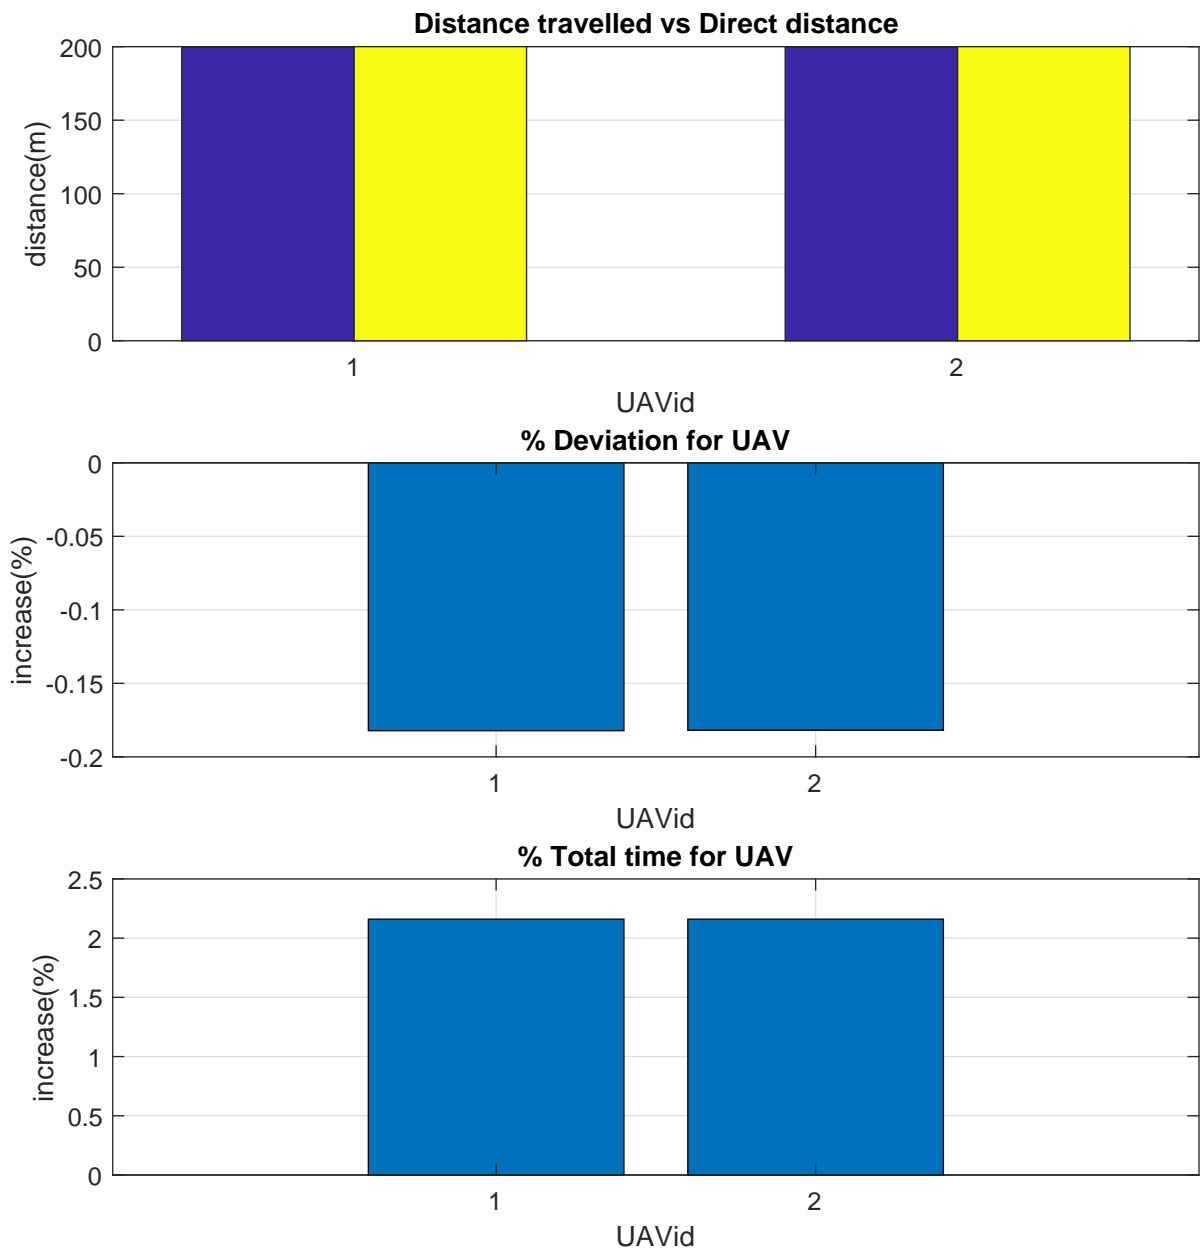 Distance travelled vs Direct distance
200
150
100
50
0
distance(m)
1 2
UAVid
% Deviation for UAV
0
-0.05
-0.1
-0.15
-0.2
increase(%)
1 2
UAVid
% Total time for UAV
2.5
2
1.5
1
0.5
0
increase(%)
1 2
UAVid